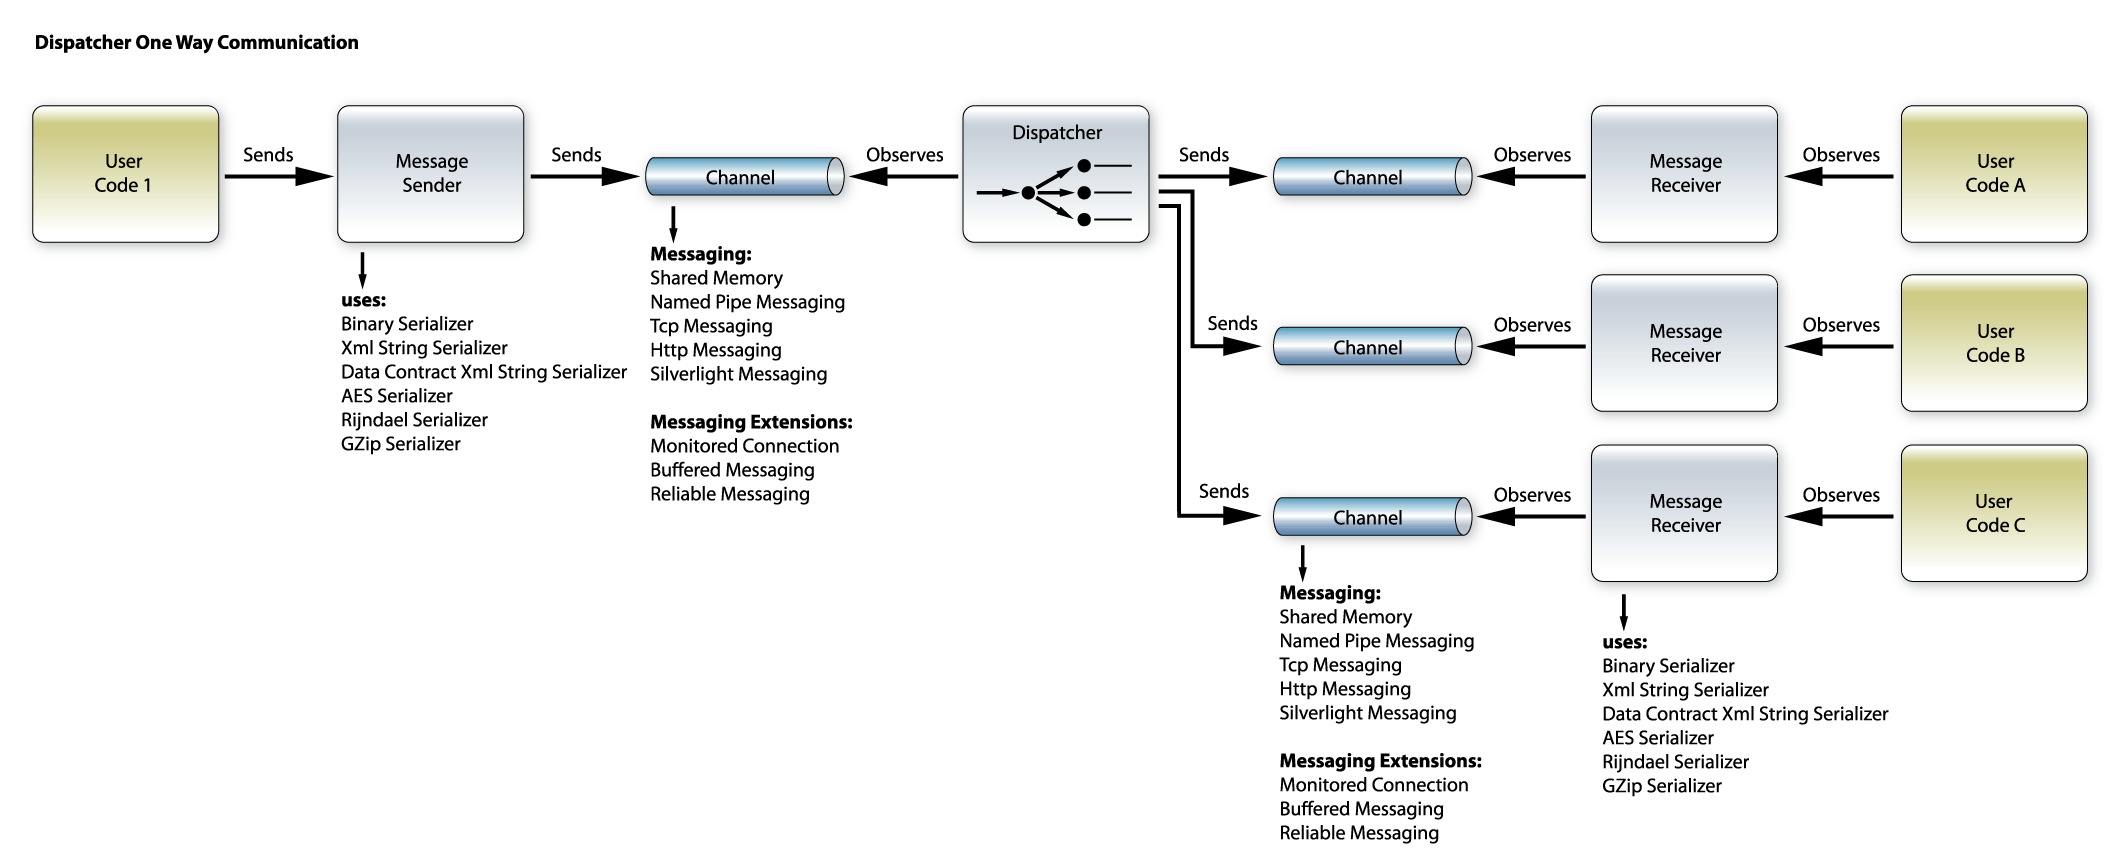 Dispatcher One Way Communication
User
Code 1
Sends
Message
Sender
Sends
Channel
Observes
Dispatcher
Sends
Channel
Observes
Message
Receiver
Observes
User
Code A
uses:
Binary Serializer
Xml String Serializer
Data Contract Xml String Serializer
AES Serializer
Rijndael Serializer
GZip Serializer
Messaging:
Shared Memory
Named Pipe Messaging
Tcp Messaging
Http Messaging
Silverlight Messaging
Messaging Extensions:
Monitored Connection
Buffered Messaging
Reliable Messaging
Sends
Channel
Observes
Message
Receiver
Observes
User
Code B
Sends
Channel
Observes
Message
Receiver
Observes
User
Code C
Messaging:
Shared Memory
Named Pipe Messaging
Tcp Messaging
Http Messaging
Silverlight Messaging
Messaging Extensions:
Monitored Connection
Buffered Messaging
Reliable Messaging
uses:
Binary Serializer
Xml String Serializer
Data Contract Xml String Serializer
AES Serializer
Rijndael Serializer
GZip Serializer